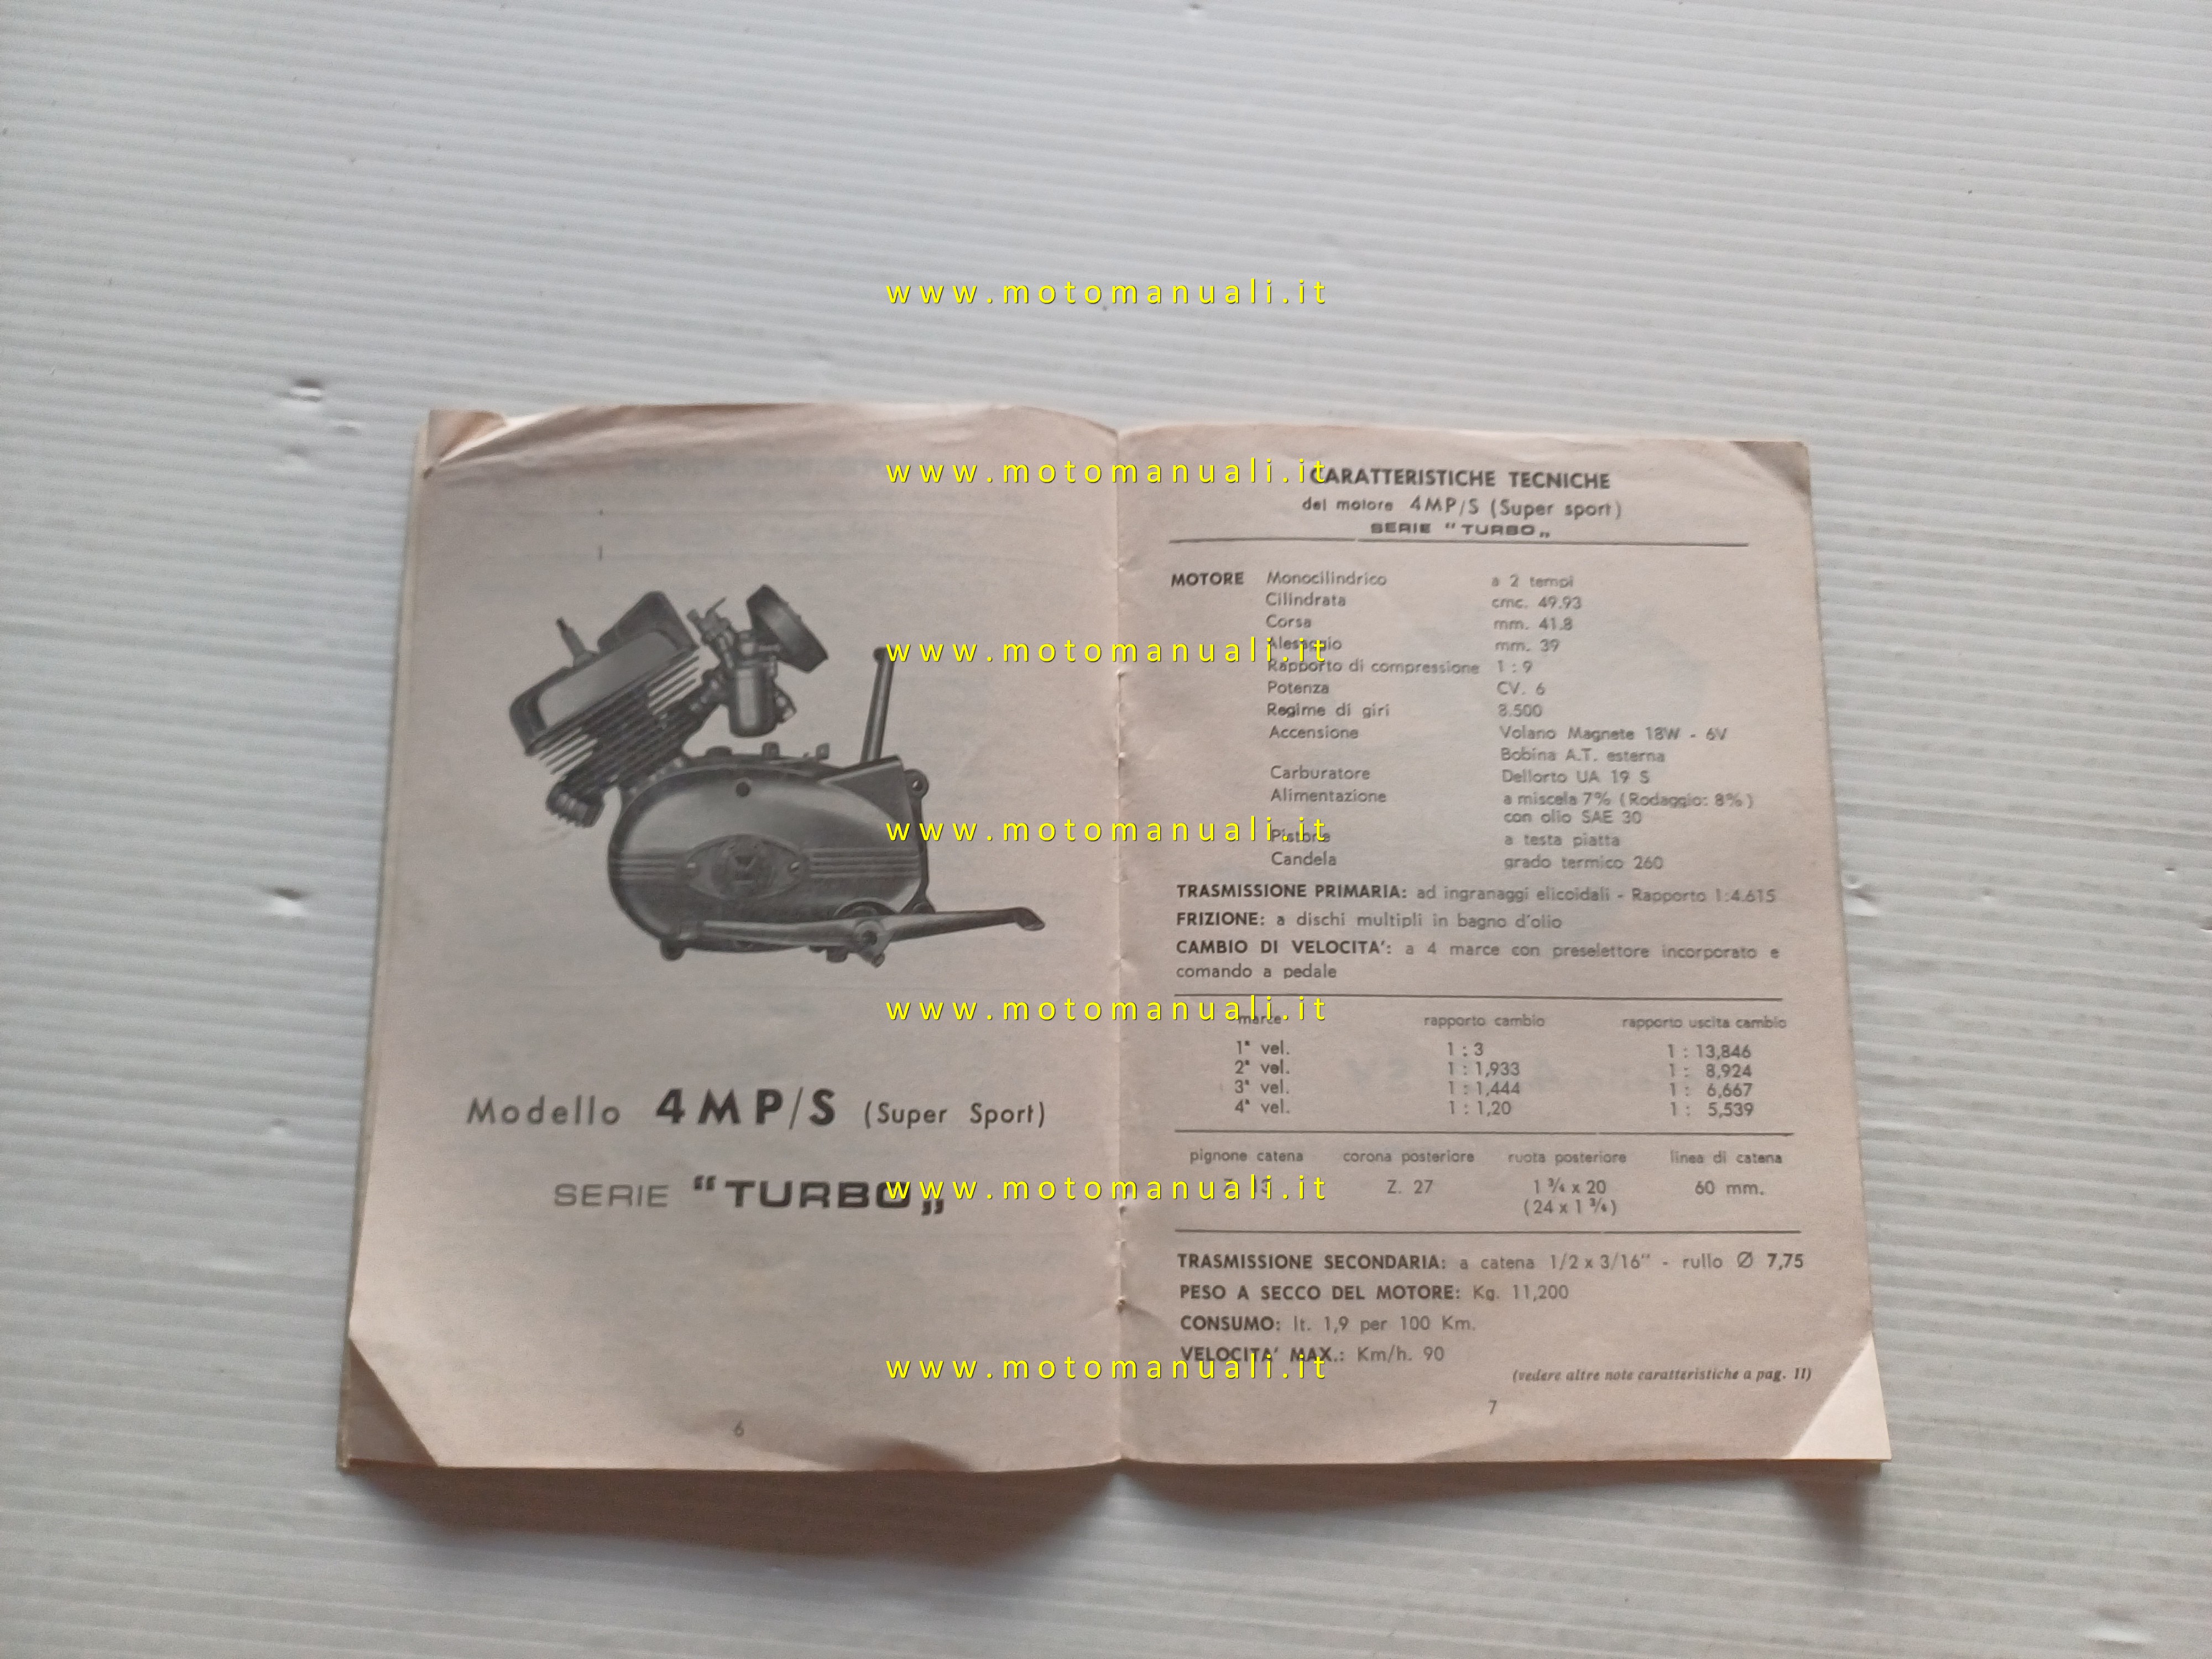 www.motomanuali.it
www.motomanuali.it
www.motomanuali.it
www.motomanuali.it
www.motomanuali.it
www.motomanuali.it
www.motomanuali.it
Modello 4MP/S (Super Sport)
SERIE "TURBO„
6
CARATTERISTICHE TECNICHE
del motore 4MP/S (Super sport)
SERIE "TURBO„
MOTORE Monocilindrico a 2 tempi
Cilindrata cmc. 49.93
Corsa mm. 41.8
Alesaggio mm. 39
Rapporto di compressione 1 : 9
Potenza CV. 6
Regime di giri 8.500
Accensione Volano Magnete 18W - 6V
Bobina A.T. esterna
Carburatore Dellorto UA 19 S
Alimentazione a miscela 7% (Rodaggio: 8%)
con olio SAE 30
Pistone a testa piatta
Candela grado termico 260
TRASMISSIONE PRIMARIA: ad ingranaggi elicoidali - Rapporto 1:4.615
FRIZIONE: a dischi multipli in bagno d'olio
CAMBIO DI VELOCITA': a 4 marce con preselettore incorporato e
comando a pedale
marce rapporto cambio rapporto uscita cambio
1ª vel. 1 : 3 1 : 13,846
2ª vel. 1 : 1,933 1 : 8,924
3ª vel. 1 : 1,444 1 : 6,667
4ª vel. 1 : 1,20 1 : 5,539
pignone catena corona posteriore ruota posteriore linea di catena
Z. 27 1 ¾ x 20 60 mm.
(24 x 1 ¾)
TRASMISSIONE SECONDARIA: a catena 1/2 x 3/16" - rullo Ø 7,75
PESO A SECCO DEL MOTORE: Kg. 11,200
CONSUMO: lt. 1,9 per 100 Km.
VELOCITA' MAX.: Km/h. 90
(vedere altre note caratteristiche a pag. 11)
7